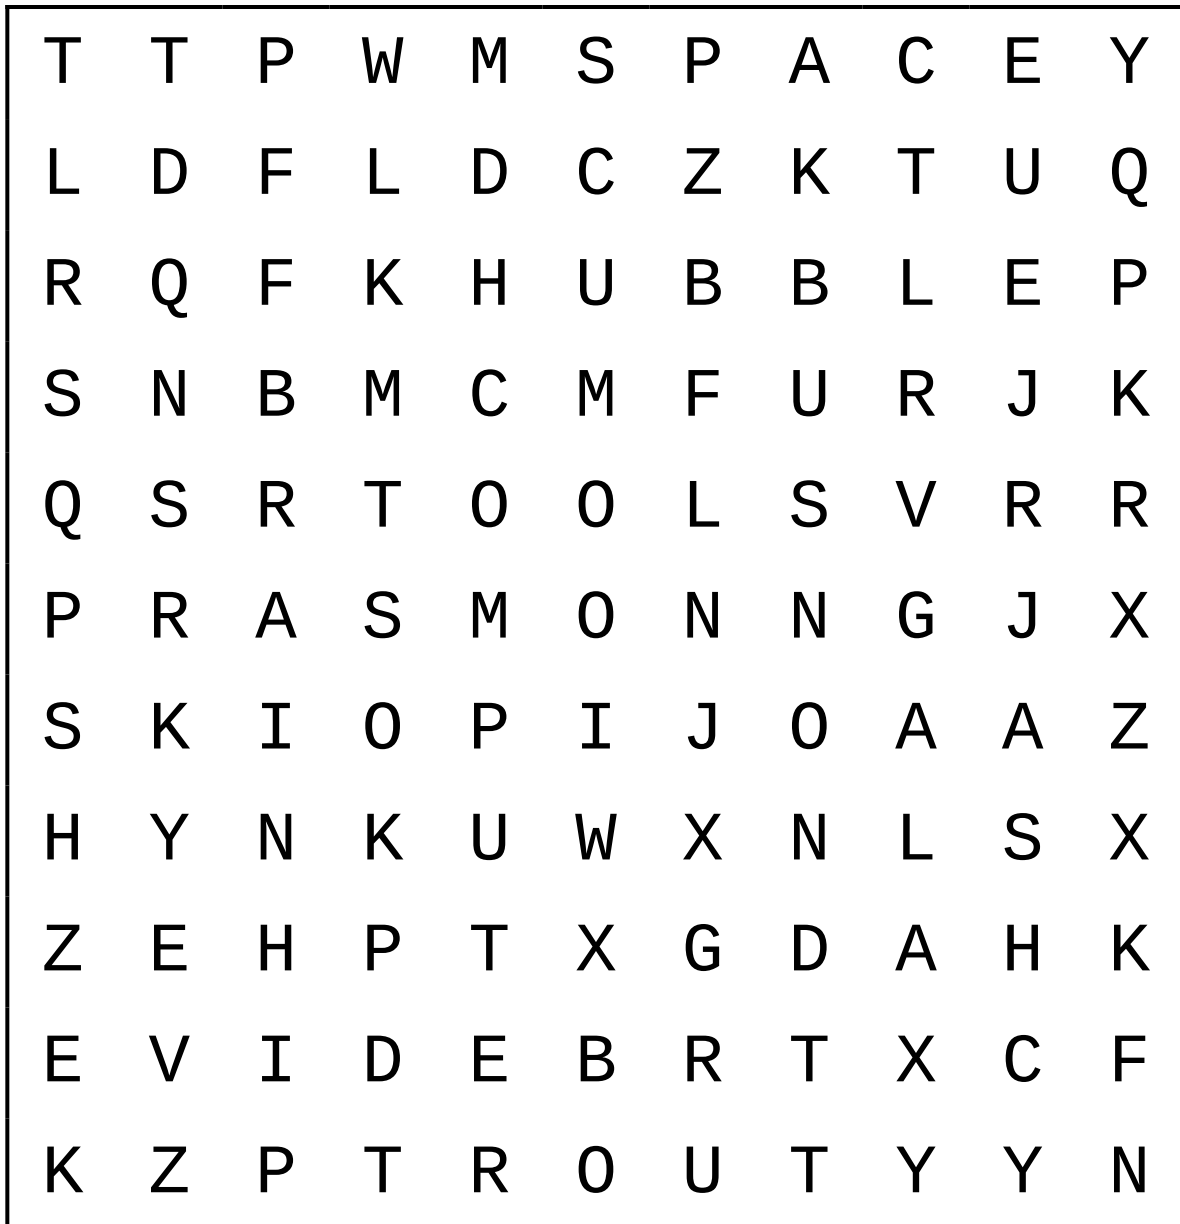 T T P W M S P A C E Y
L D F L D C Z K T U Q
R Q F K H U B B L E P
S N B M C M F U R J K
Q S R T O O L S V R R
P R A S M O N N G J X
S K I O P I J O A A Z
H Y N K U W X N L S X
Z E H P T X G D A H K
E V I D E B R T X C F
K Z P T R O U T Y Y N